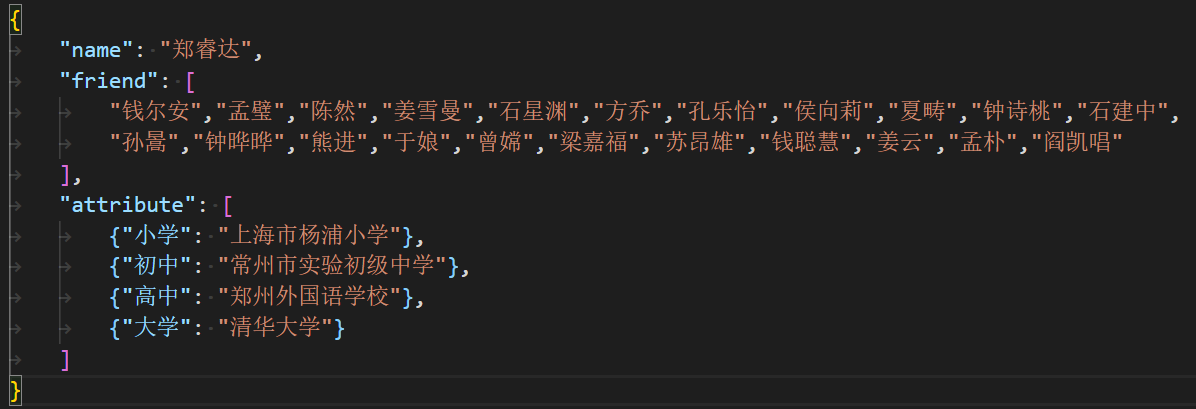 {
"name": "郑睿达",
"friend": [
"钱尔安","孟璧","陈然","姜雪曼","石星渊","方乔","孔乐怡","侯向莉","夏畴","钟诗桃","石建中",
"孙暠","钟晔晔","熊进","于娘","曾嫦","梁嘉福","苏昂雄","钱聪慧","姜云","孟朴","阎凯唱"
],
"attribute": [
{"小学": "上海市杨浦小学"},
{"初中": "常州市实验初级中学"},
{"高中": "郑州外国语学校"},
{"大学": "清华大学"}
]
}